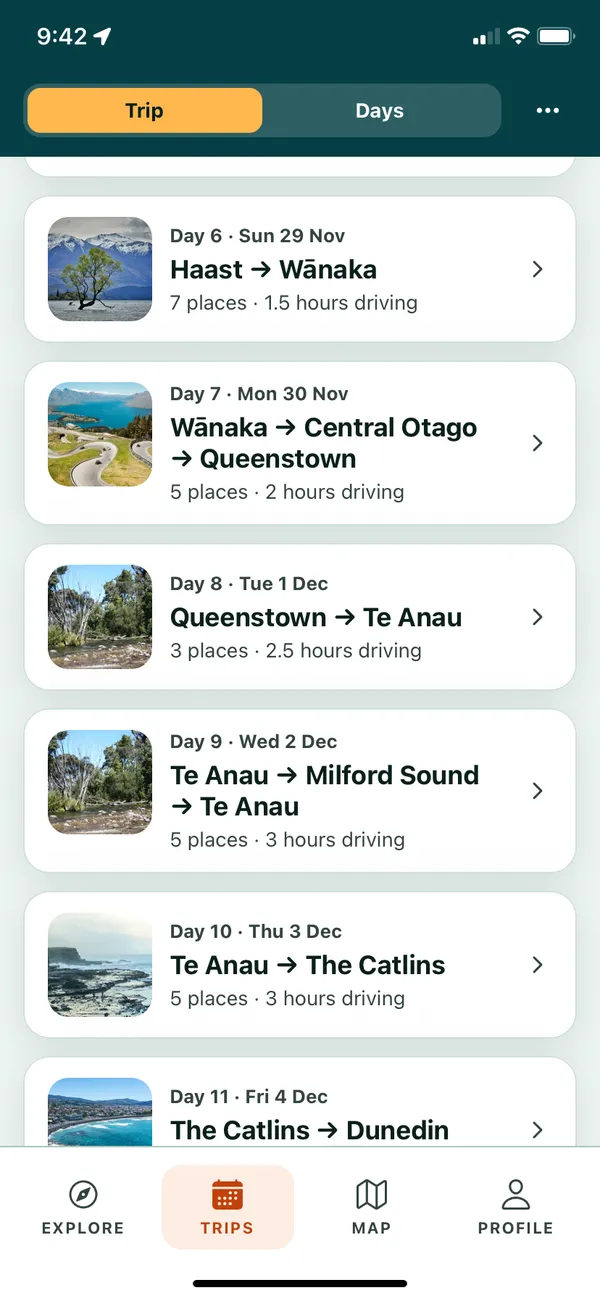 9:42
Trip
Days
Day 6 · Sun 29 Nov
Haast → Wānaka
7 places · 1.5 hours driving
Day 7 · Mon 30 Nov
Wānaka → Central Otago
→ Queenstown
5 places · 2 hours driving
Day 8 · Tue 1 Dec
Queenstown → Te Anau
3 places · 2.5 hours driving
Day 9 · Wed 2 Dec
Te Anau → Milford Sound
→ Te Anau
5 places · 3 hours driving
Day 10 · Thu 3 Dec
Te Anau → The Catlins
5 places · 3 hours driving
Day 11 · Fri 4 Dec
The Catlins → Dunedin
EXPLORE
TRIPS
MAP
PROFILE